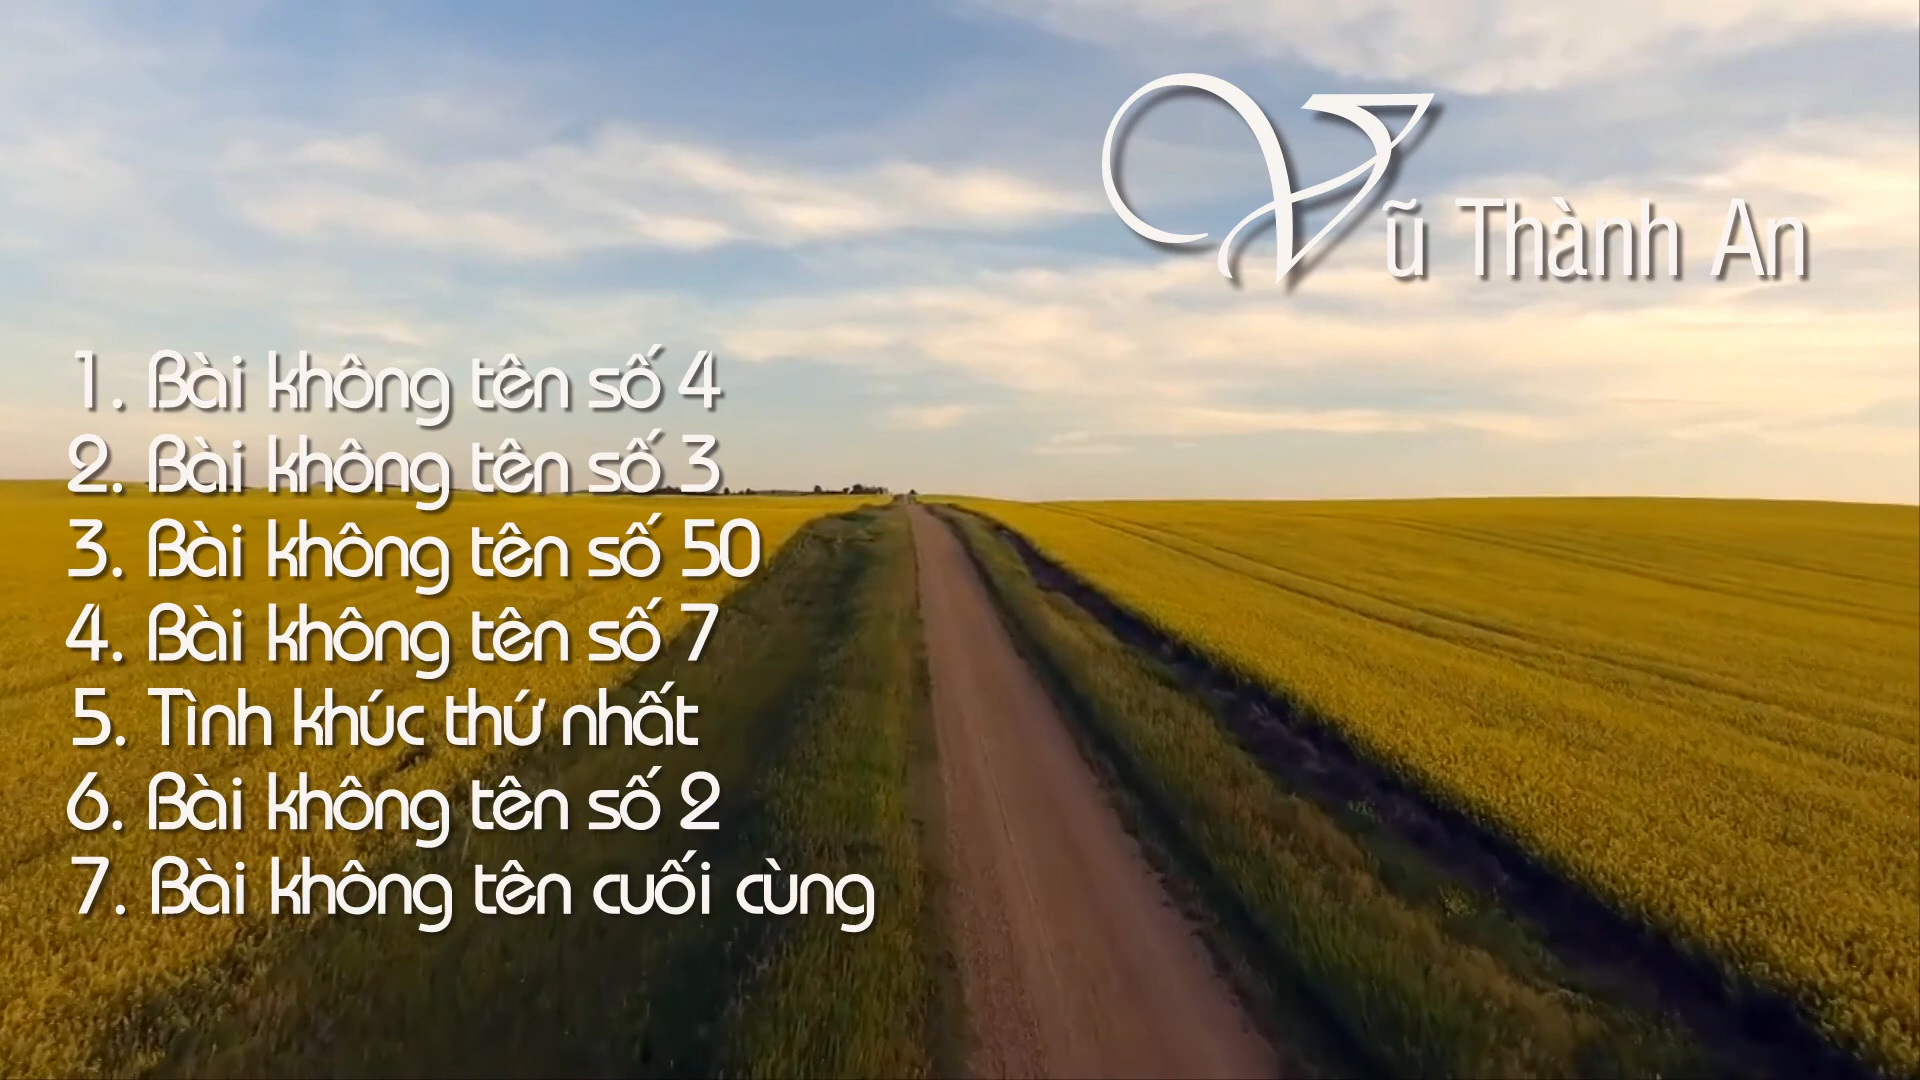 Vũ Thành An
1. Bài không tên số 4
2. Bài không tên số 3
3. Bài không tên số 50
4. Bài không tên số 7
5. Tình khúc thứ nhất
6. Bài không tên số 2
7. Bài không tên cuối cùng